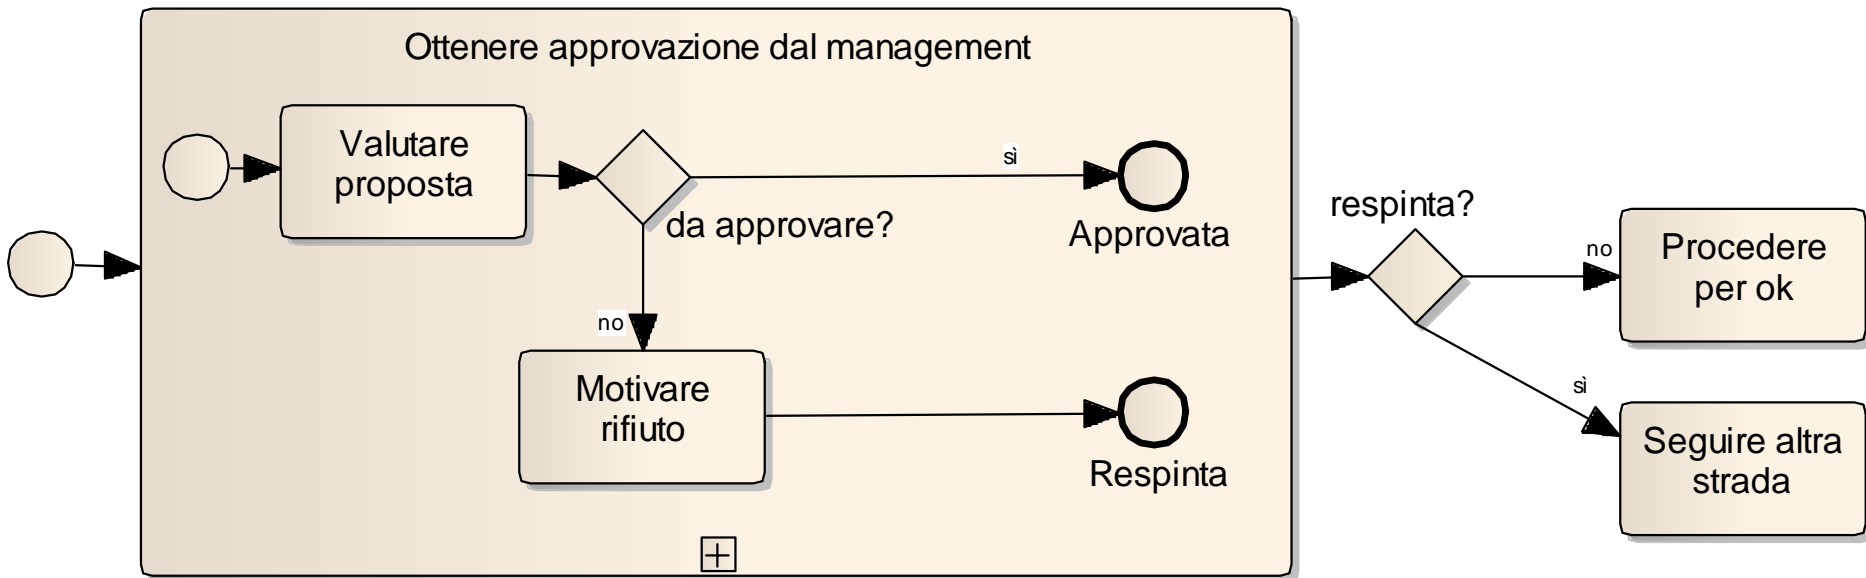 Ottenere approvazione dal management
Valutare
proposta
sì
da approvare?
Approvata
no
Motivare
rifiuto
Respinta
respinta?
no
Procedere
per ok
sì
Seguire altra
strada